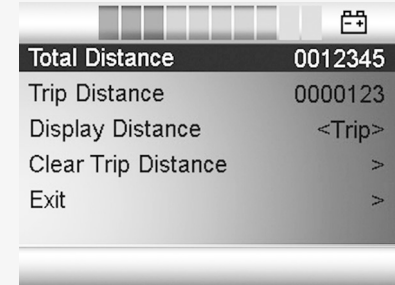 Total Distance 0012345
Trip Distance 0000123
Display Distance <Trip>
Clear Trip Distance >
Exit >